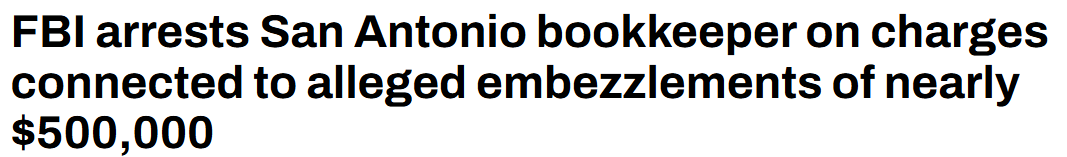 FBI arrests San Antonio bookkeeper on charges
connected to alleged embezzlements of nearly
$500,000